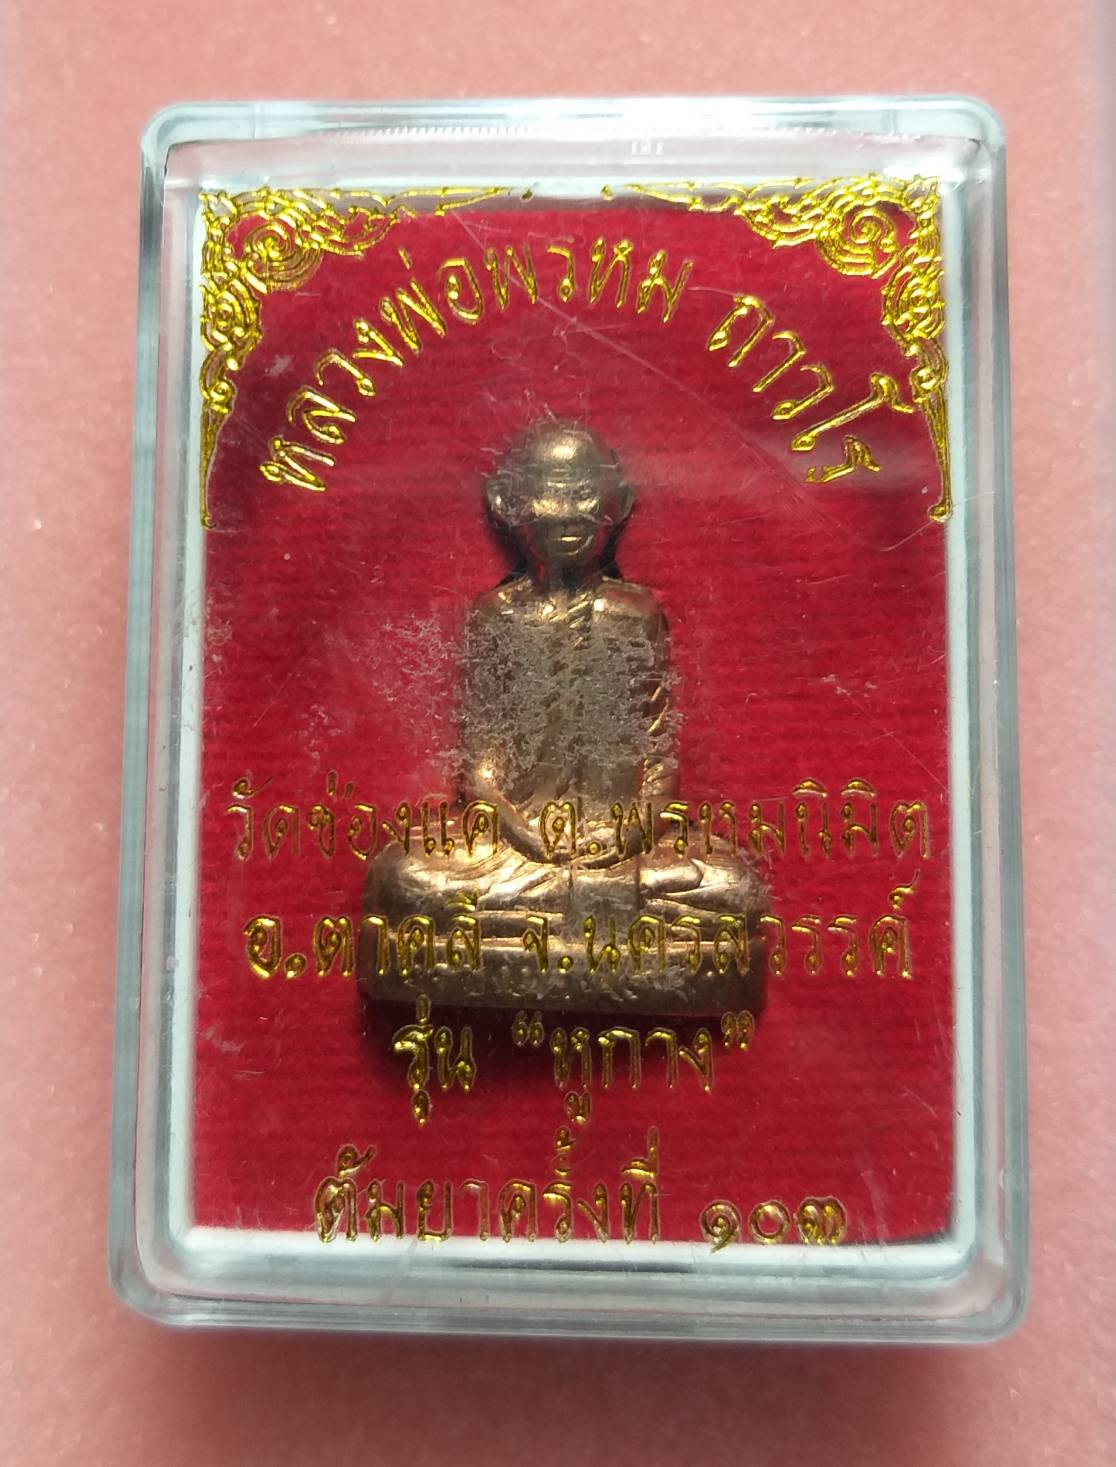 หลวงพ่อพรหม ถาวโร
วัดช่องแค ต.พรหมนิมิต
อ.ตาคลี จ.นครสวรรค์
รุ่น “หูกาง”
ต้มยาครั้งที่ ๑๐๓